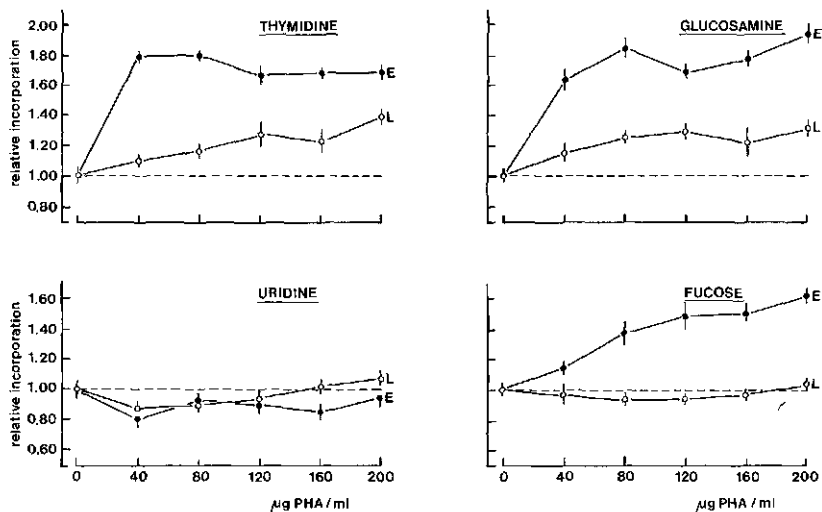 THYMIDINE
relative incorporation
2.00
1.80
1.60
1.40
1.20
1.00
0.80
E
L
GLUCOSAMINE
E
L
URIDINE
relative incorporation
1.60
1.40
1.20
1.00
0.80
0.60
L
E
0 40 80 120 160 200
µg PHA / ml
FUCOSE
E
L
0 40 80 120 160 200
µg PHA / ml